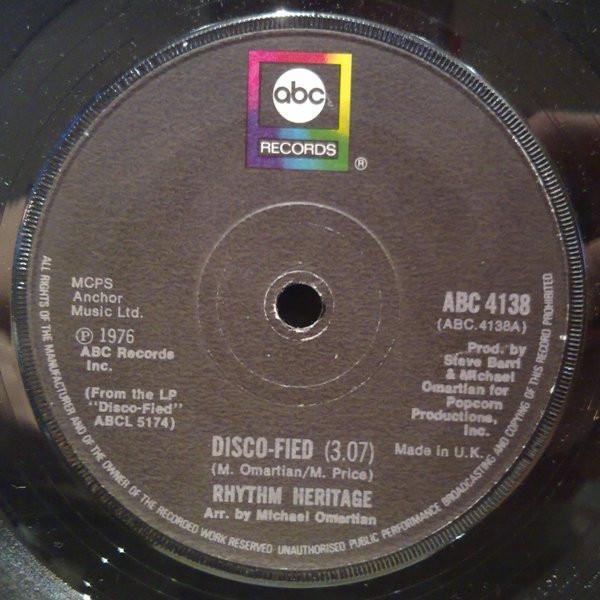 abc
RECORDS
®
MCPS
Anchor
Music Ltd.
Ⓟ 1976
ABC Records
Inc.
(From the LP
"Disco-Fied"
ABCL 5174)
ABC 4138
(ABC.4138A)
Prod. by
Steve Barri
& Michael
Omartian for
Popcorn
Productions,
Inc.
Made in U.K.
DISCO-FIED (3.07)
(M. Omartian/M. Price)
RHYTHM HERITAGE
Arr. by Michael Omartian
ALL RIGHTS OF THE MANUFACTURER AND OF THE OWNER OF THE RECORDED WORK RESERVED · UNAUTHORISED PUBLIC PERFORMANCE BROADCASTING AND COPYING OF THIS RECORD PROHIBITED